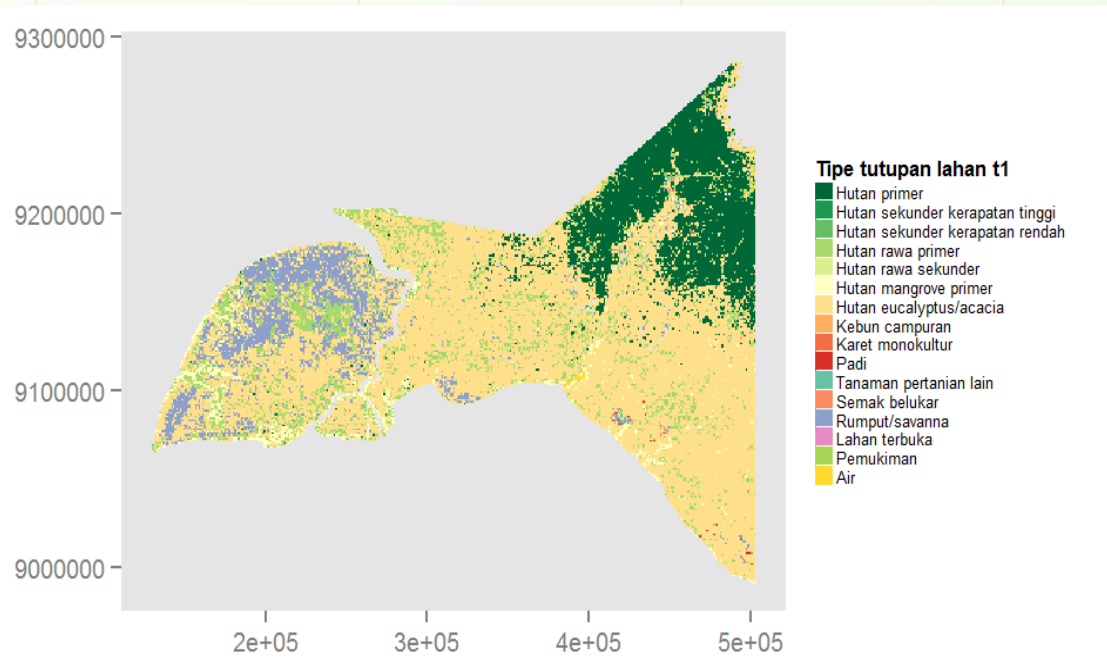 9300000
9200000
9100000
9000000
2e+05 3e+05 4e+05 5e+05
Tipe tutupan lahan t1
Hutan primer
Hutan sekunder kerapatan tinggi
Hutan sekunder kerapatan rendah
Hutan rawa primer
Hutan rawa sekunder
Hutan mangrove primer
Hutan eucalyptus/acacia
Kebun campuran
Karet monokultur
Padi
Tanaman pertanian lain
Semak belukar
Rumput/savanna
Lahan terbuka
Pemukiman
Air